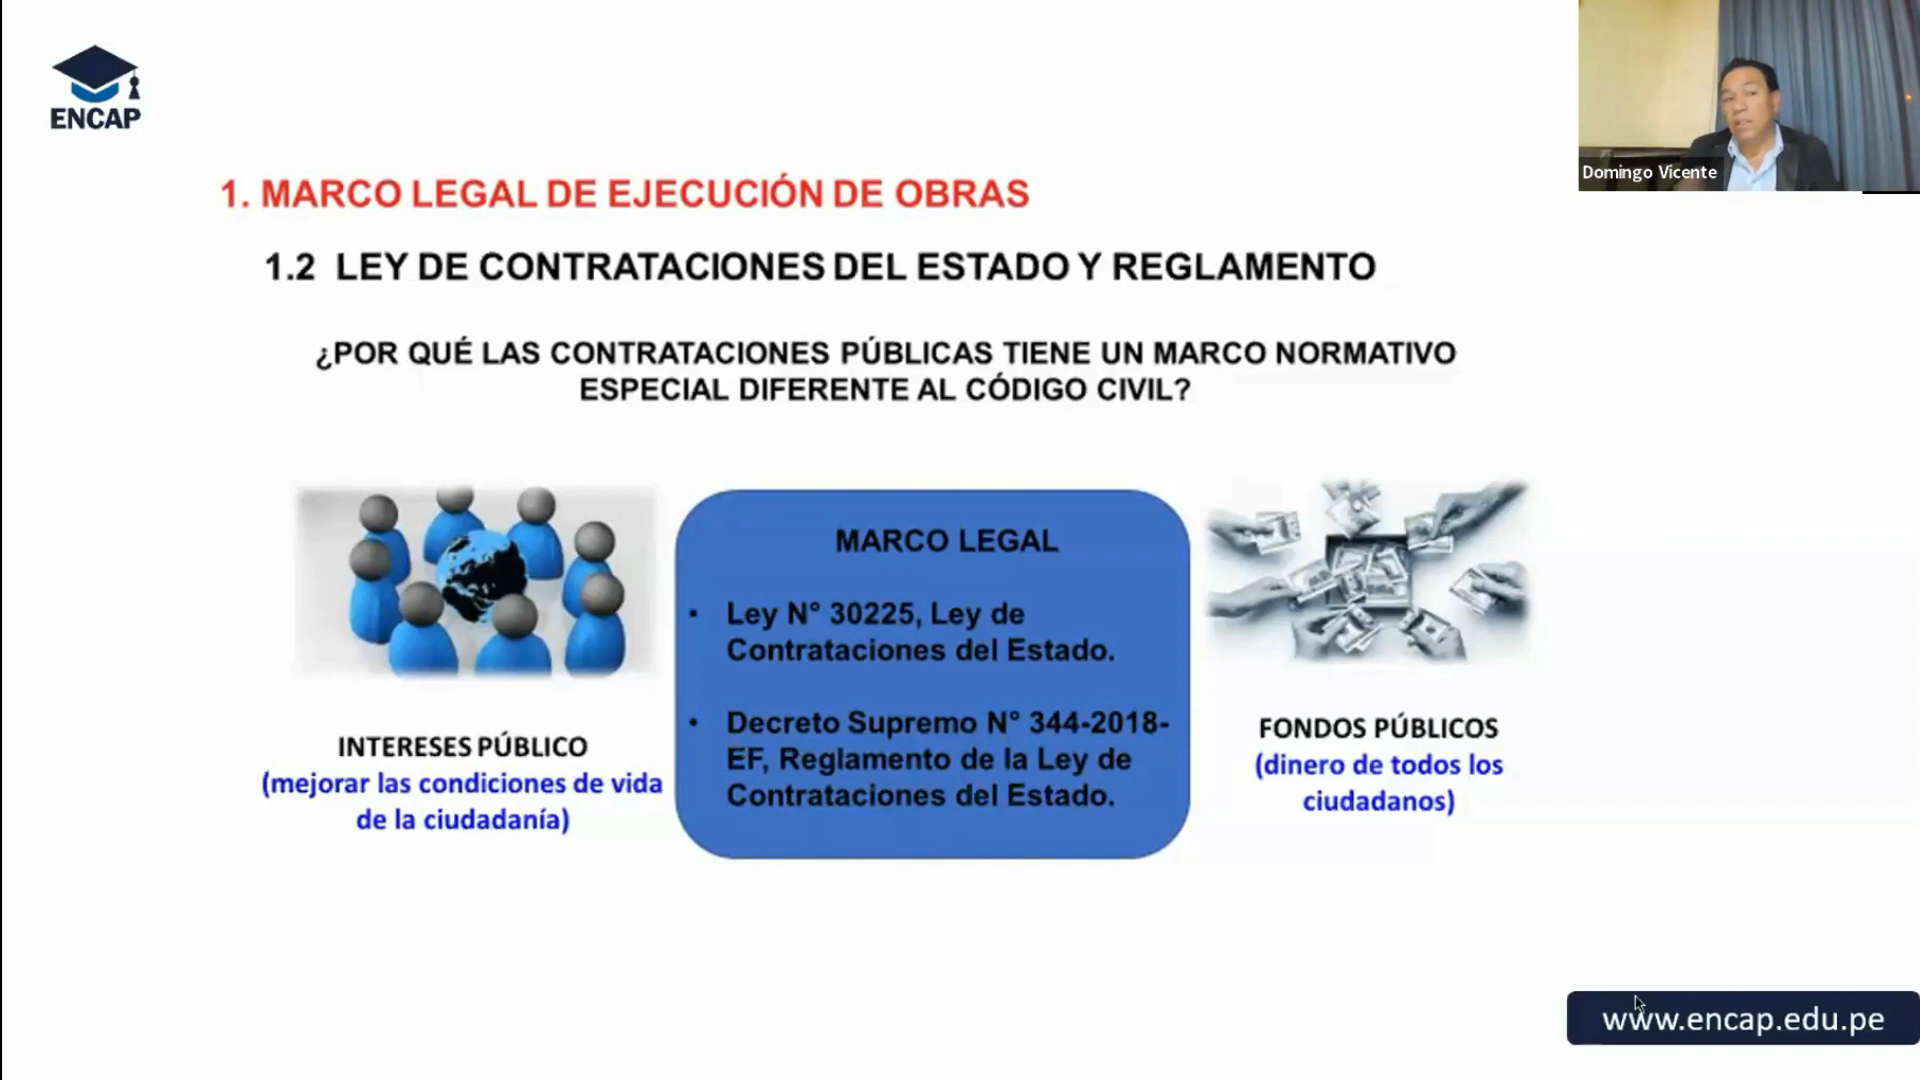 ENCAP
Domingo Vicente
1. MARCO LEGAL DE EJECUCIÓN DE OBRAS
1.2 LEY DE CONTRATACIONES DEL ESTADO Y REGLAMENTO
¿POR QUÉ LAS CONTRATACIONES PÚBLICAS TIENE UN MARCO NORMATIVO
ESPECIAL DIFERENTE AL CÓDIGO CIVIL?
INTERESES PÚBLICO
(mejorar las condiciones de vida
de la ciudadanía)
MARCO LEGAL
• Ley N° 30225, Ley de
Contrataciones del Estado.
• Decreto Supremo N° 344-2018-
EF, Reglamento de la Ley de
Contrataciones del Estado.
FONDOS PÚBLICOS
(dinero de todos los
ciudadanos)
www.encap.edu.pe